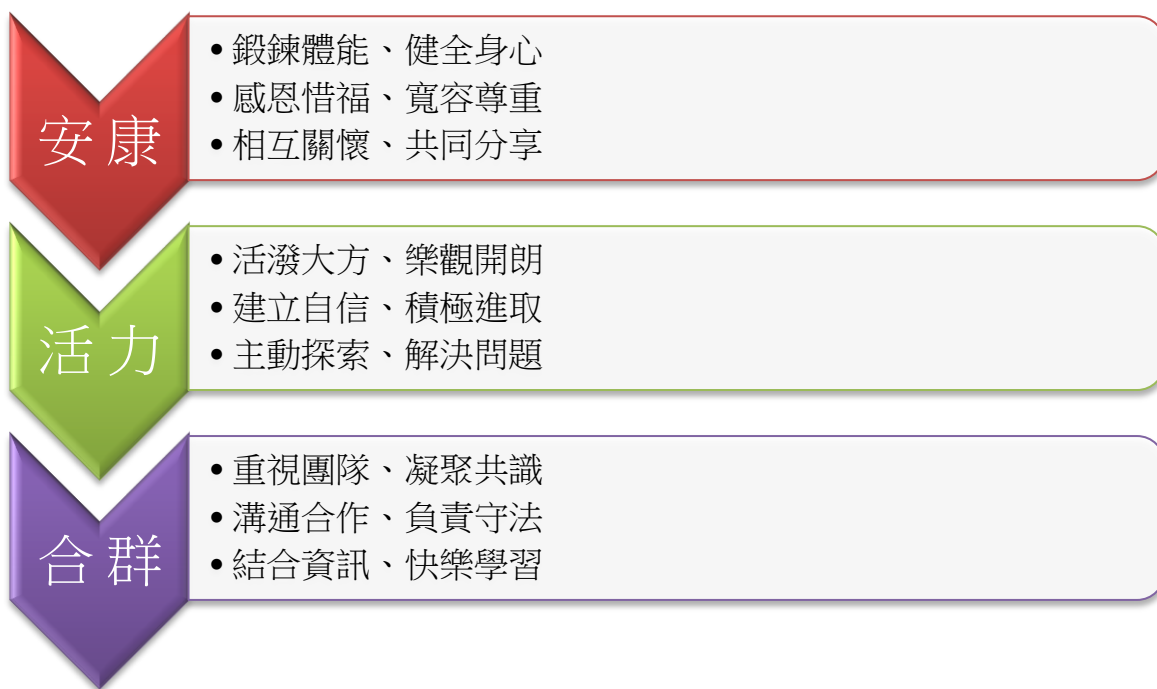 安康
•鍛鍊體能、健全身心
•感恩惜福、寬容尊重
•相互關懷、共同分享
活力
•活潑大方、樂觀開朗
•建立自信、積極進取
•主動探索、解決問題
合群
•重視團隊、凝聚共識
•溝通合作、負責守法
•結合資訊、快樂學習